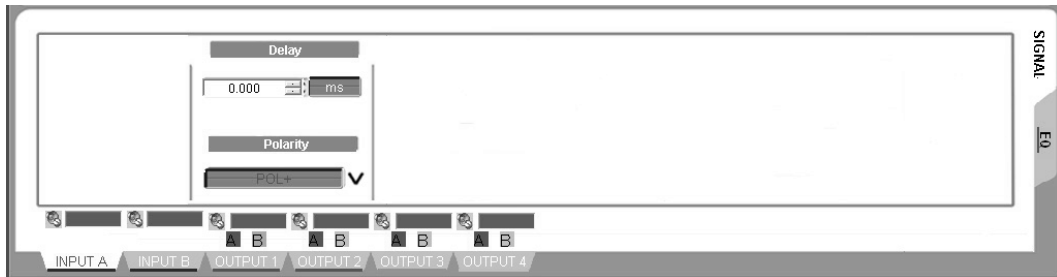 Delay
0.000 ms
Polarity
POL+
A B A B A B A B
INPUT A INPUT B OUTPUT 1 OUTPUT 2 OUTPUT 3 OUTPUT 4
SIGNAL
EQ